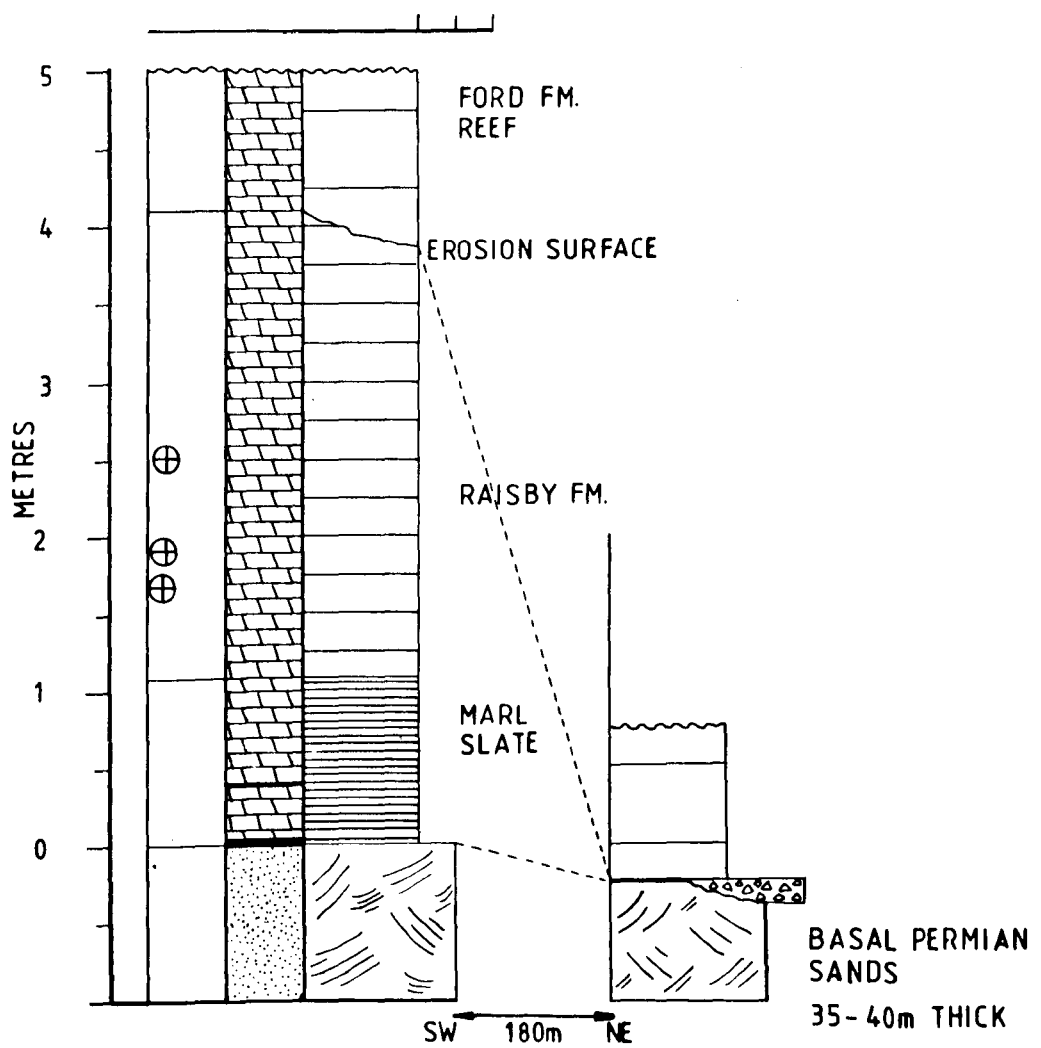 5
FORD FM.
REEF
4
EROSION SURFACE
3
METRES
RAISBY FM.
2
1
MARL
SLATE
0
BASAL PERMIAN
SANDS
35-40m THICK
SW 180m NE